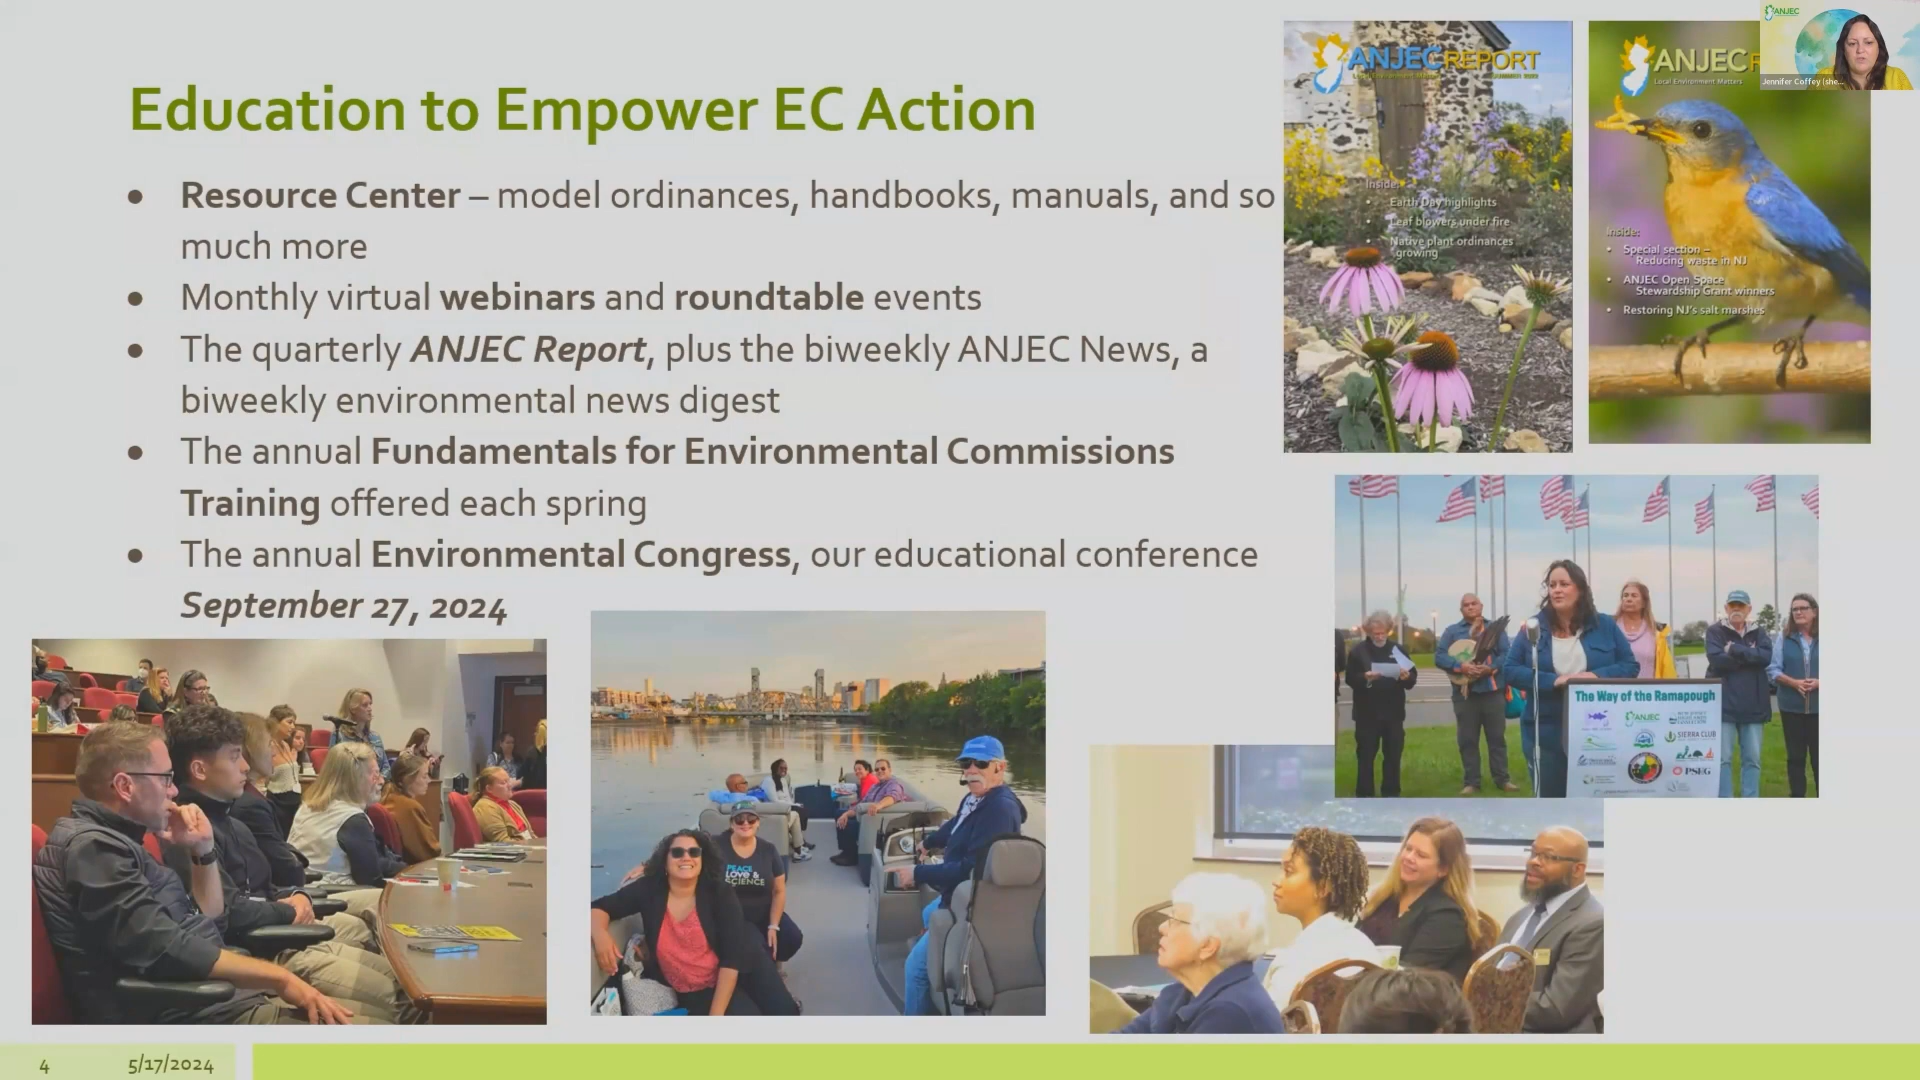 Education to Empower EC Action
• Resource Center – model ordinances, handbooks, manuals, and so
much more
• Monthly virtual webinars and roundtable events
• The quarterly ANJEC Report, plus the biweekly ANJEC News, a
biweekly environmental news digest
• The annual Fundamentals for Environmental Commissions
Training offered each spring
• The annual Environmental Congress, our educational conference
September 27, 2024
ANJEC REPORT
Inside:
• Earth Day highlights
• Leaf blowers under fire
• Native plant ordinances
growing
ANJEC
Local Environment Matters
Inside:
• Special section –
Reducing waste in NJ
• ANJEC Open Space
Stewardship Grant winners
• Restoring NJ's salt marshes
ANJEC
Jennifer Coffey (she...
The Way of the Ramapough
ANJEC
SIERRA CLUB
PSEG
PEACE
LOVE &
SCIENCE
4
5/17/2024